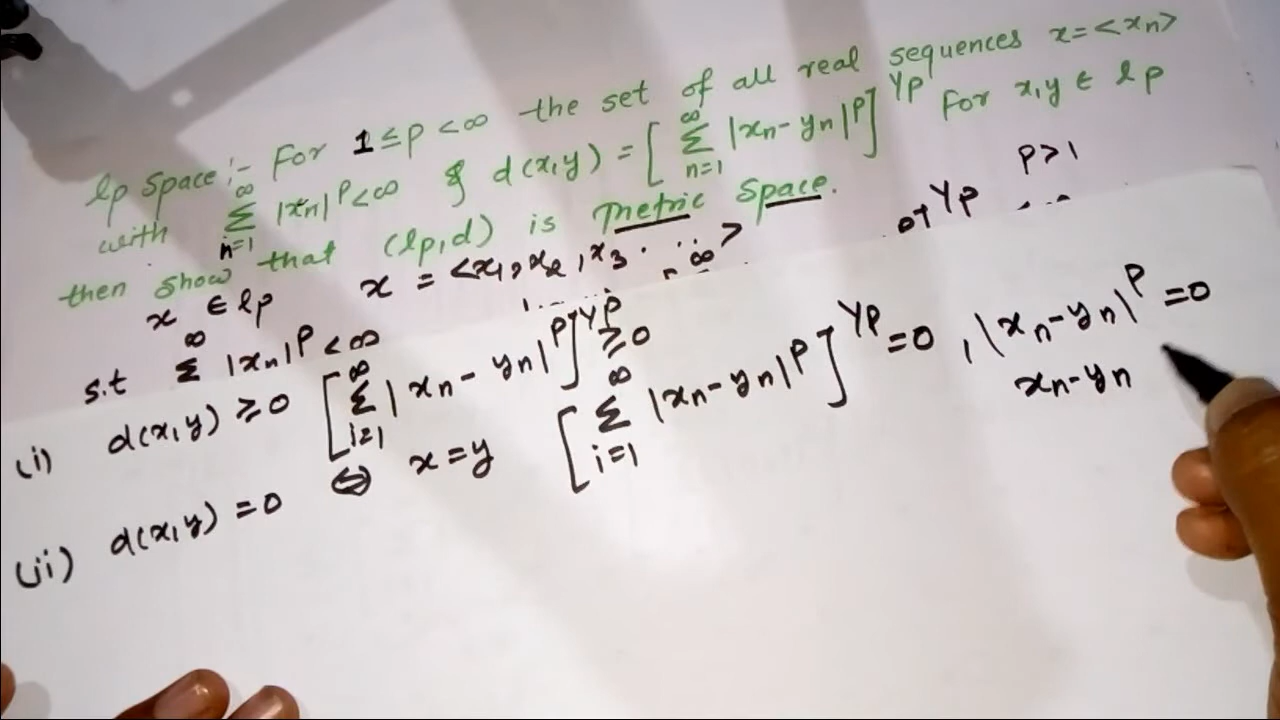 lp space :- For 1 ≤ p < ∞ the set of all real sequences x = <xn>
with ∞ Σ n=1 |xn|^p < ∞ & d(x,y) = [ ∞ Σ n=1 |xn - yn|^p ]^1/p For x,y ∈ lp
then show that (lp,d) is metric space.
p>1
x ∈ lp x = <x1, x2, x3 . . . . >
s.t ∞ Σ |xn|^p < ∞
(i) d(x,y) ≥ 0 [ ∞ Σ i=1 | xn - yn|^p ]^1/p ≥ 0
(ii) d(x,y) = 0 ⇔ x = y [ ∞ Σ i=1 |xn - yn|^p ]^1/p = 0 , |xn - yn|^p = 0
xn - yn